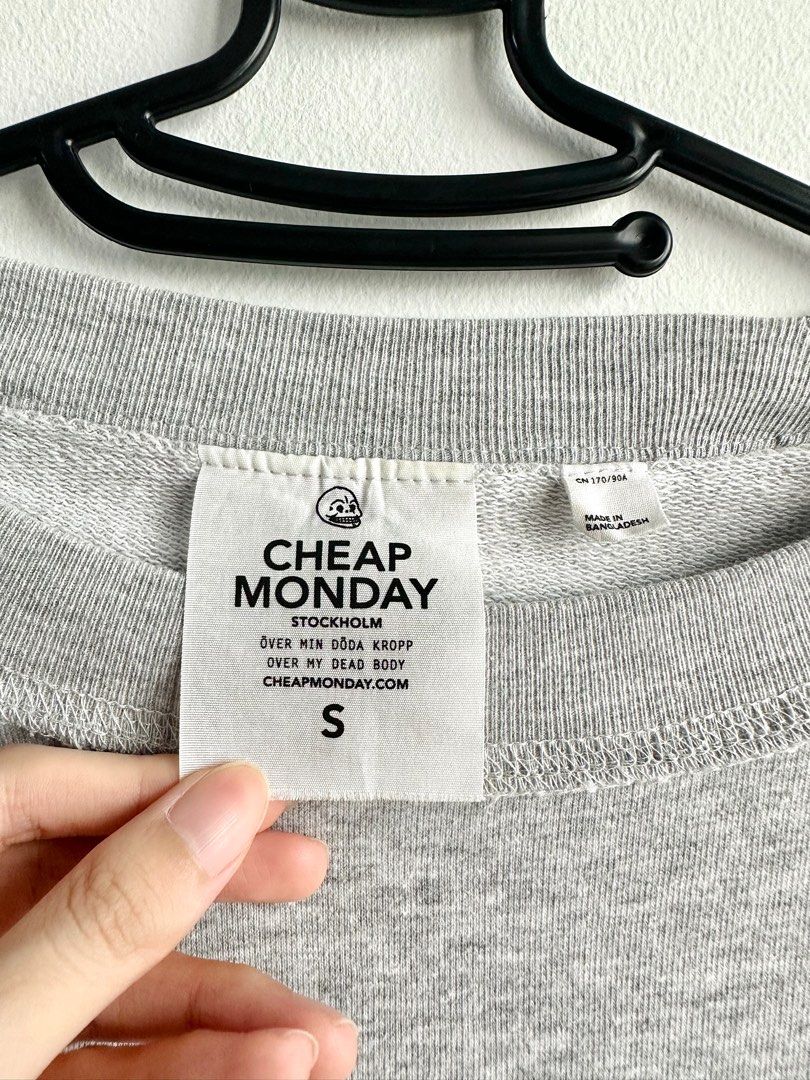 CHEAP
MONDAY
STOCKHOLM
ÖVER MIN DÖDA KROPP
OVER MY DEAD BODY
CHEAPMONDAY.COM
S
CN 170/90A
MADE IN
BANGLADESH